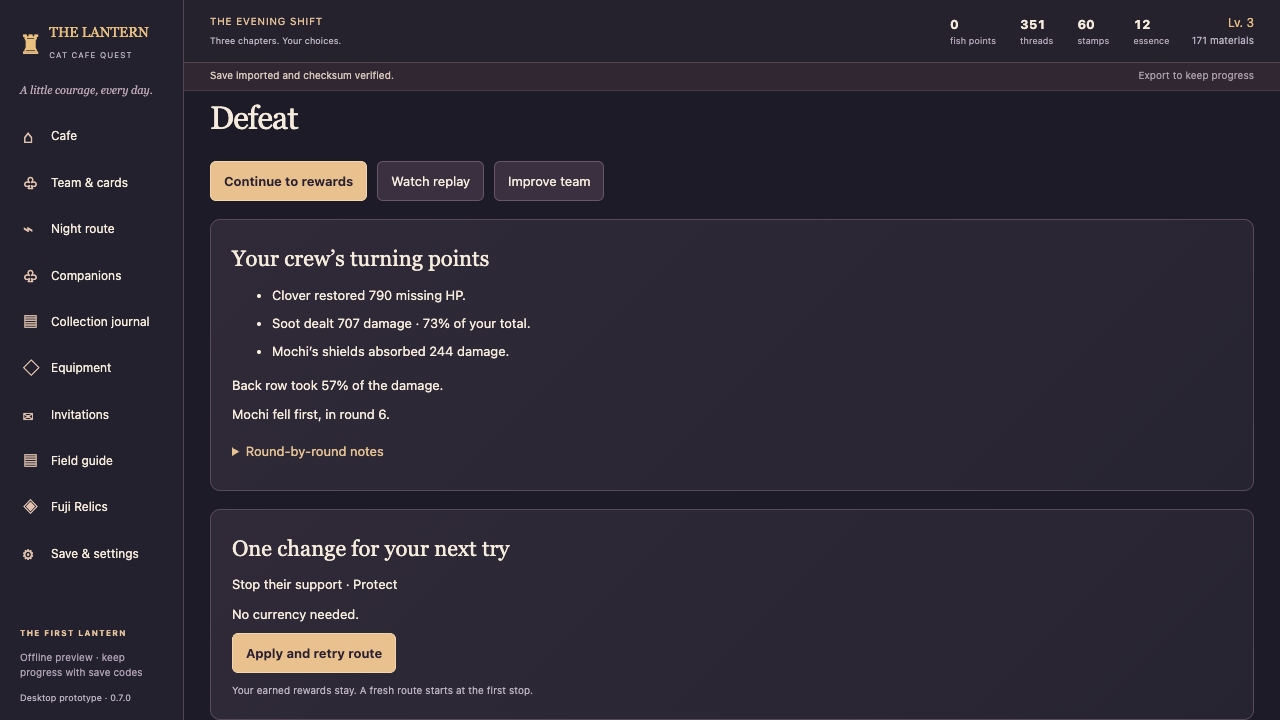 THE LANTERN
CAT CAFE QUEST
A little courage, every day.
Cafe
Team & cards
Night route
Companions
Collection journal
Equipment
Invitations
Field guide
Fuji Relics
Save & settings
THE FIRST LANTERN
Offline preview · keep
progress with save codes
Desktop prototype · 0.7.0
THE EVENING SHIFT
Three chapters. Your choices.
0
fish points
351
threads
60
stamps
12
essence
Lv. 3
171 materials
Save imported and checksum verified.
Export to keep progress
Defeat
Continue to rewards
Watch replay
Improve team
Your crew’s turning points
• Clover restored 790 missing HP.
• Soot dealt 707 damage · 73% of your total.
• Mochi’s shields absorbed 244 damage.
Back row took 57% of the damage.
Mochi fell first, in round 6.
Round-by-round notes
One change for your next try
Stop their support · Protect
No currency needed.
Apply and retry route
Your earned rewards stay. A fresh route starts at the first stop.